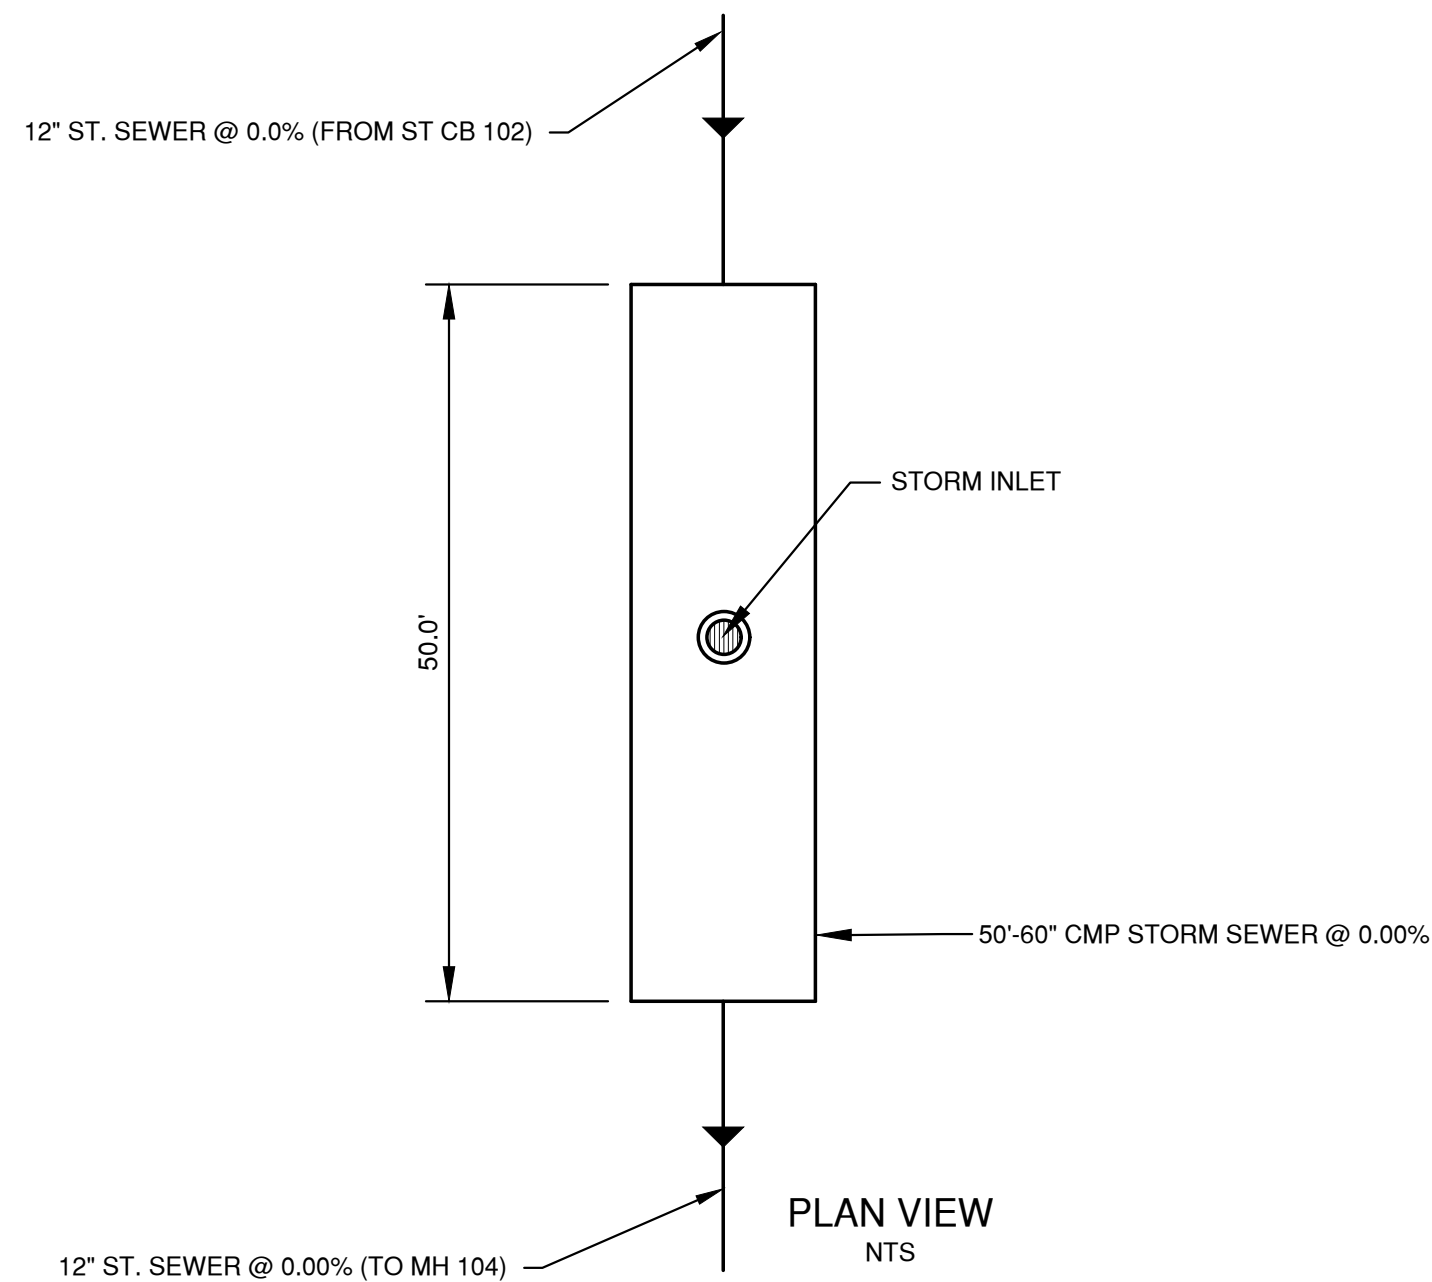 12" ST. SEWER @ 0.0% (FROM ST CB 102)
STORM INLET
50.0'
50'-60" CMP STORM SEWER @ 0.00%
PLAN VIEW
NTS
12" ST. SEWER @ 0.00% (TO MH 104)